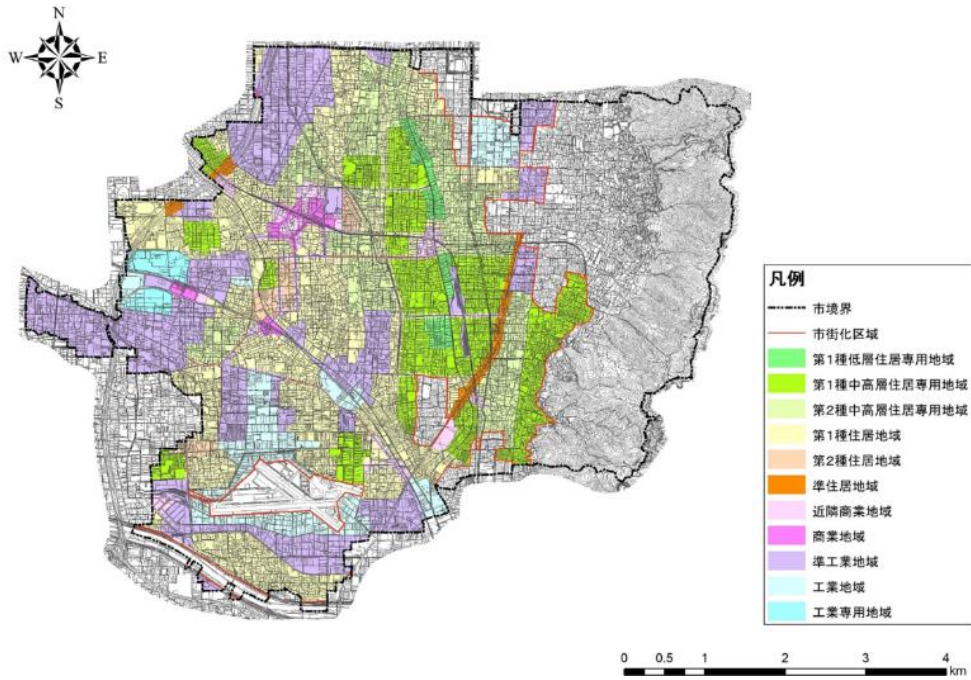 N
W E
S
凡例
市境界
市街化区域
第1種低層住居専用地域
第1種中高層住居専用地域
第2種中高層住居専用地域
第1種住居地域
第2種住居地域
準住居地域
近隣商業地域
商業地域
準工業地域
工業地域
工業専用地域
0 0.5 1 2 3 4
km